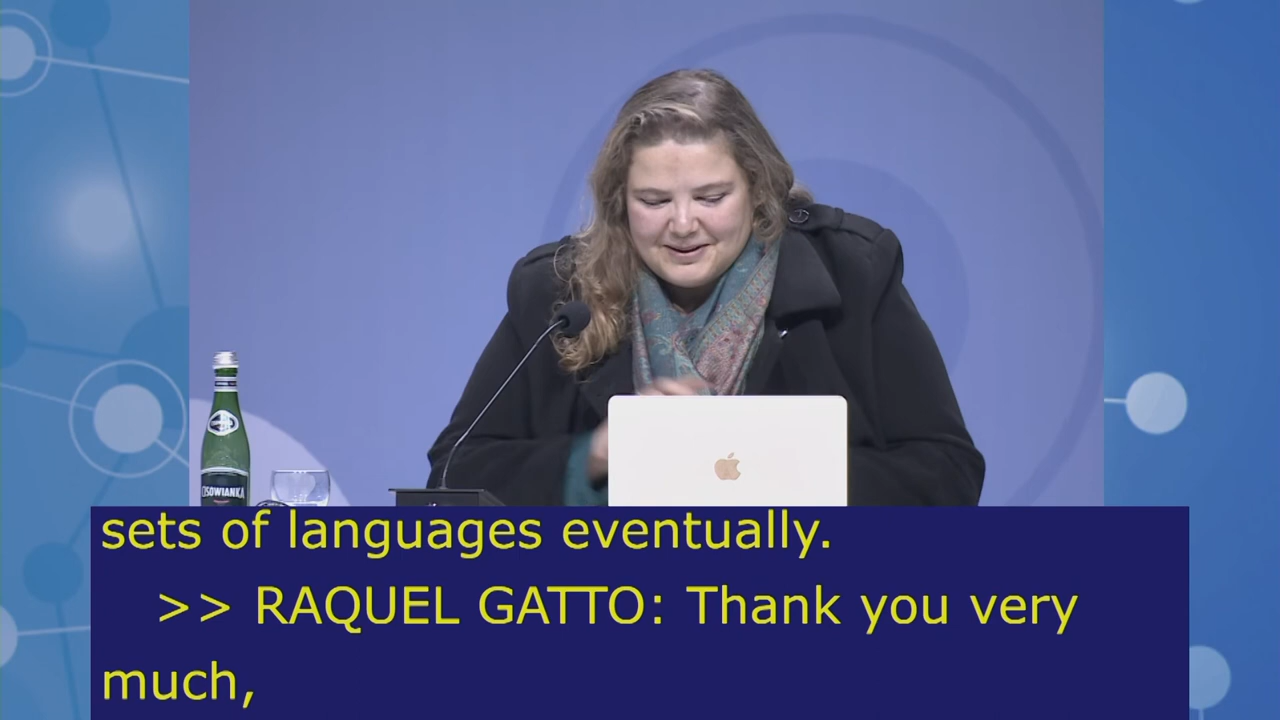 CISOWIANKA
sets of languages eventually.
>> RAQUEL GATTO: Thank you very
much,